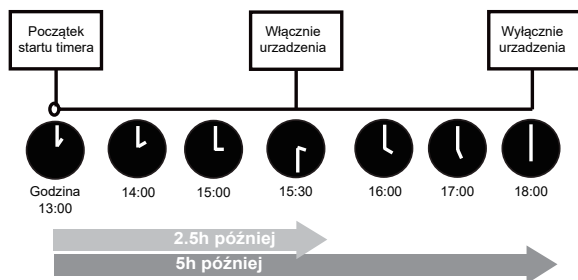 Początek
startu timera
Włącznie
urzadzenia
Wyłącznie
urzadzenia
Godzina
13:00
14:00
15:00
15:30
16:00
17:00
18:00
2.5h później
5h później